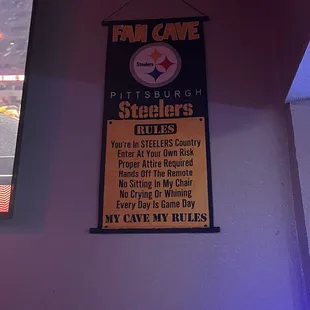 FAN CAVE
Steelers
PITTSBURGH
Steelers
RULES
You're In STEELERS Country
Enter At Your Own Risk
Proper Attire Required
Hands Off The Remote
No Sitting In My Chair
No Crying Or Whining
Every Day Is Game Day
MY CAVE MY RULES